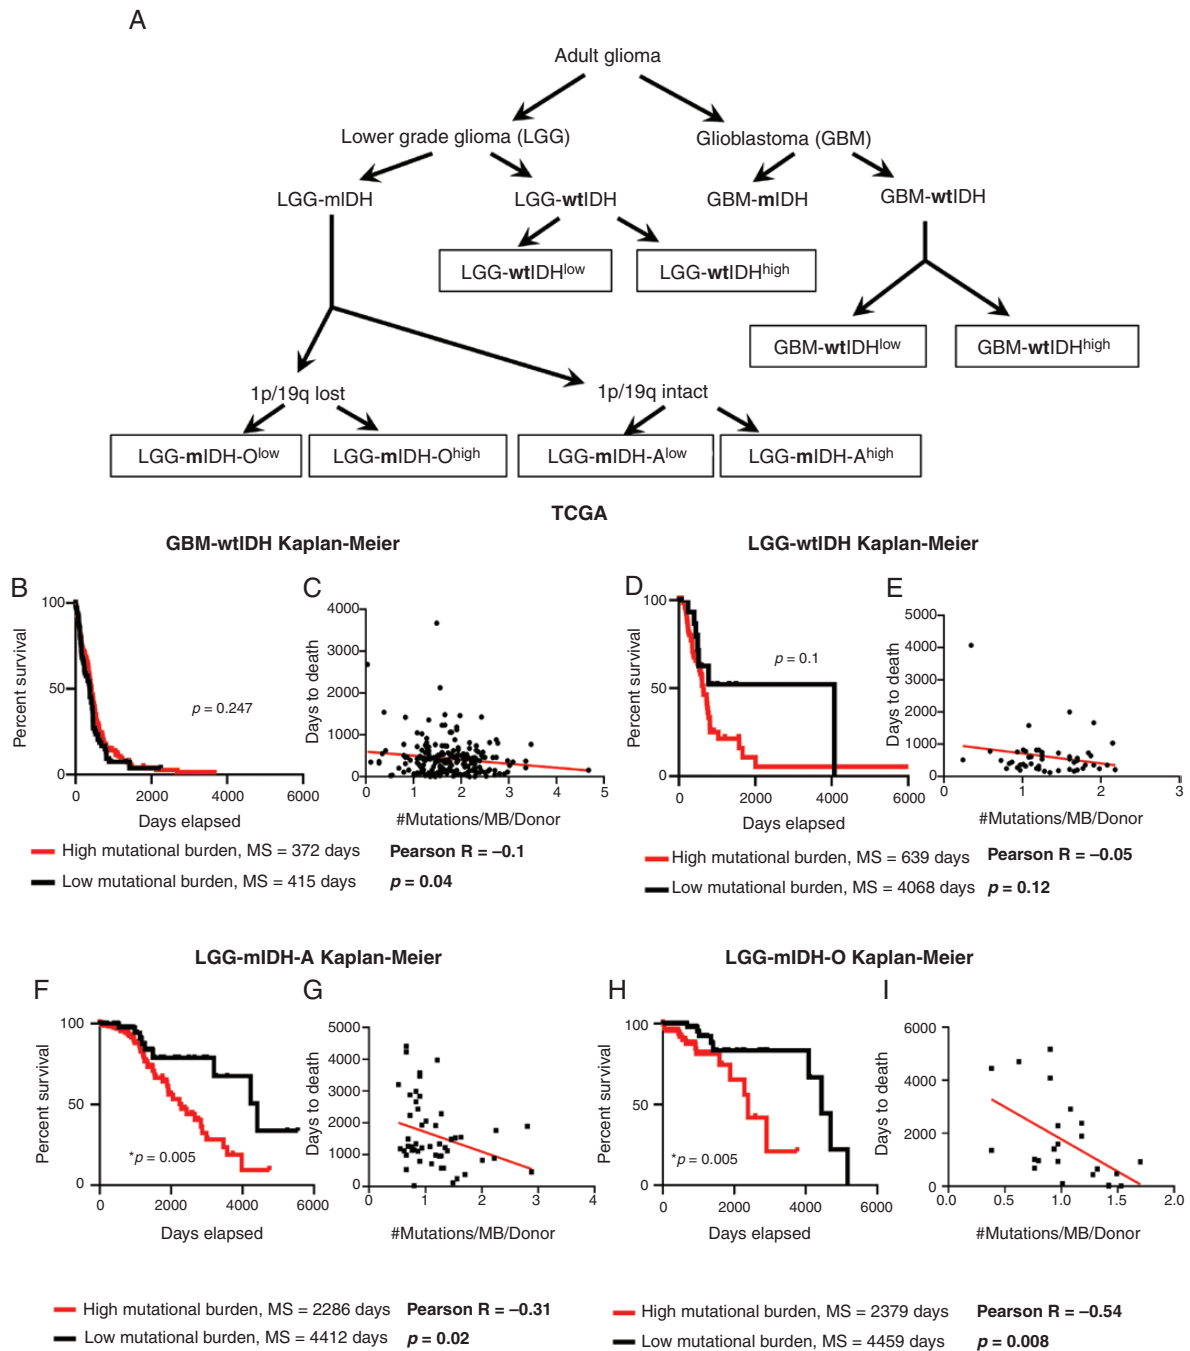 A
Adult glioma
Lower grade glioma (LGG)
Glioblastoma (GBM)
LGG-mIDH
LGG-wtIDH
GBM-mIDH
GBM-wtIDH
LGG-wtIDHlow
LGG-wtIDHhigh
GBM-wtIDHlow
GBM-wtIDHhigh
1p/19q lost
1p/19q intact
LGG-mIDH-Olow
LGG-mIDH-Ohigh
LGG-mIDH-Alow
LGG-mIDH-Ahigh
TCGA
GBM-wtIDH Kaplan-Meier
LGG-wtIDH Kaplan-Meier
B
Percent survival
100
50
0
p = 0.247
0 2000 4000 6000
Days elapsed
C
Days to death
4000
3000
2000
1000
0
0 1 2 3 4 5
#Mutations/MB/Donor
High mutational burden, MS = 372 days
Low mutational burden, MS = 415 days
Pearson R = –0.1
p = 0.04
D
Percent survival
100
50
0
p = 0.1
0 2000 4000 6000
Days elapsed
E
Days to death
5000
4000
3000
2000
1000
0
0 1 2 3
#Mutations/MB/Donor
High mutational burden, MS = 639 days
Low mutational burden, MS = 4068 days
Pearson R = –0.05
p = 0.12
LGG-mIDH-A Kaplan-Meier
LGG-mIDH-O Kaplan-Meier
F
Percent survival
100
50
0
*p = 0.005
0 2000 4000 6000
Days elapsed
G
Days to death
5000
4000
3000
2000
1000
0
0 1 2 3 4
#Mutations/MB/Donor
High mutational burden, MS = 2286 days
Low mutational burden, MS = 4412 days
Pearson R = –0.31
p = 0.02
H
Percent survival
100
50
0
*p = 0.005
0 2000 4000 6000
Days elapsed
I
Days to death
6000
4000
2000
0
0.0 0.5 1.0 1.5 2.0
#Mutations/MB/Donor
High mutational burden, MS = 2379 days
Low mutational burden, MS = 4459 days
Pearson R = –0.54
p = 0.008